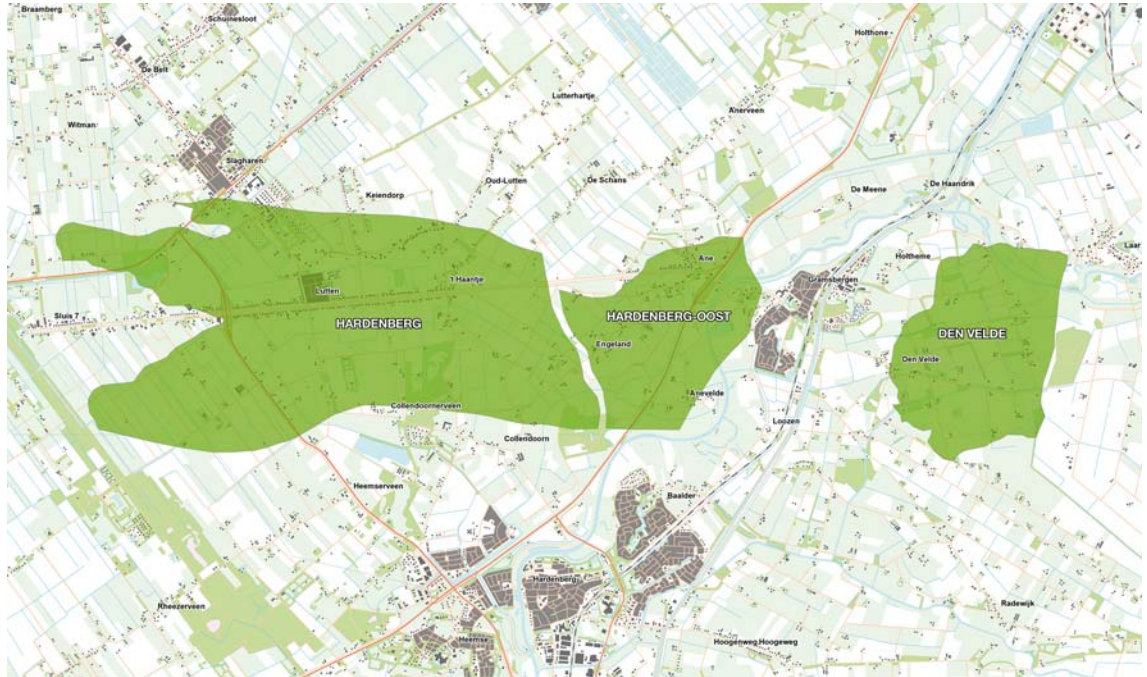 Braamberg
Schuinesloot
Holthone
De Belt
Lutterhartje
Anerveen
Witman
Slagharen
Oud-Lutten
De Schans
Keiendorp
De Meene
De Haandrik
Laar
Ane
Holtheme
't Haantje
Gramsbergen
Lutten
Sluis 7
HARDENBERG
HARDENBERG-OOST
DEN VELDE
Engeland
Den Velde
Anevelde
Collendoornerveen
Loozen
Collendoorn
Heemserveen
Baalder
Hardenberg
Rheezerveen
Radewijk
Heemse
Hoogenweg Hoogeweg